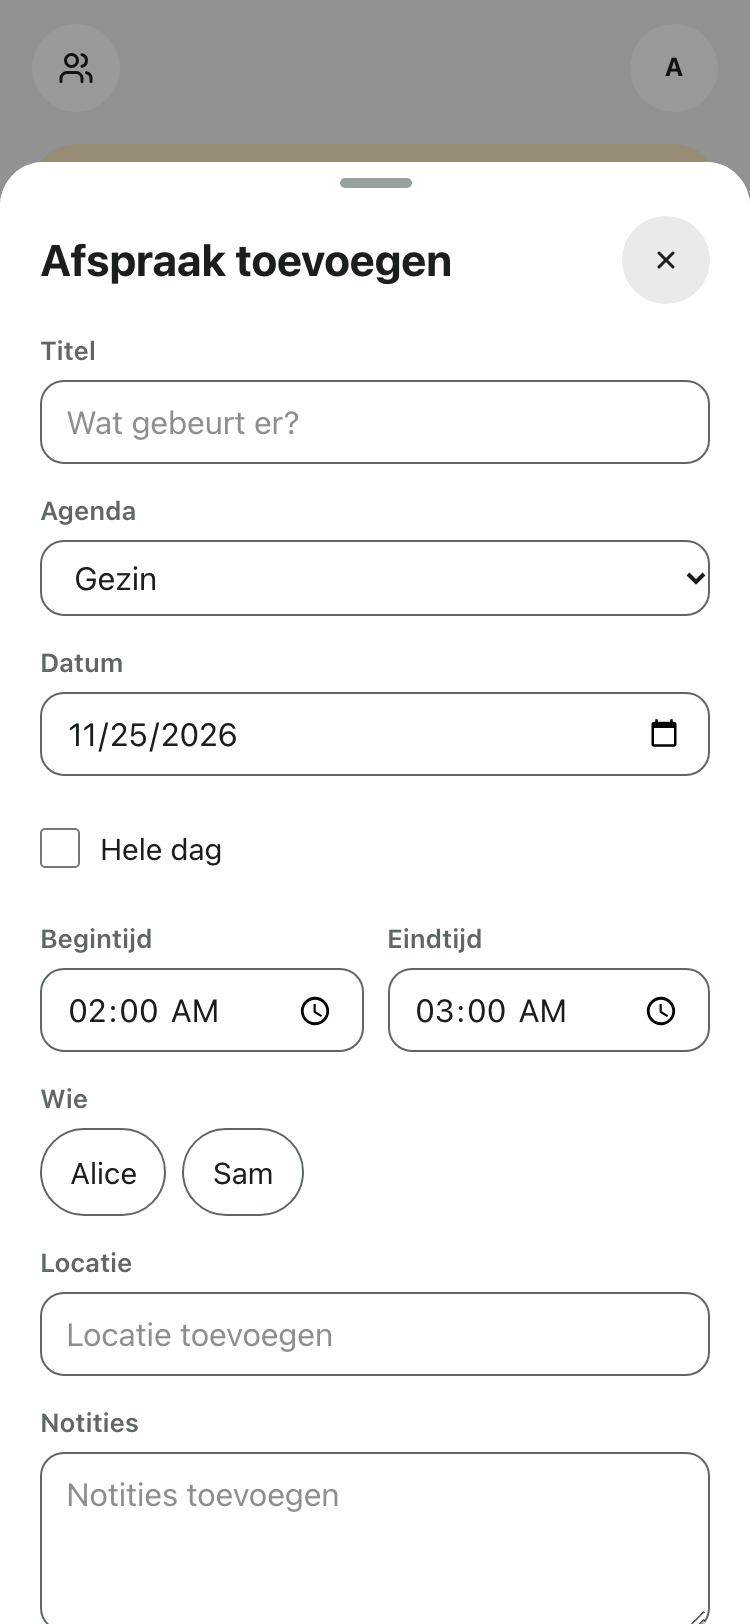 A
Afspraak toevoegen
Titel
Wat gebeurt er?
Agenda
Gezin
Datum
11/25/2026
Hele dag
Begintijd Eindtijd
02:00 AM 03:00 AM
Wie
Alice Sam
Locatie
Locatie toevoegen
Notities
Notities toevoegen